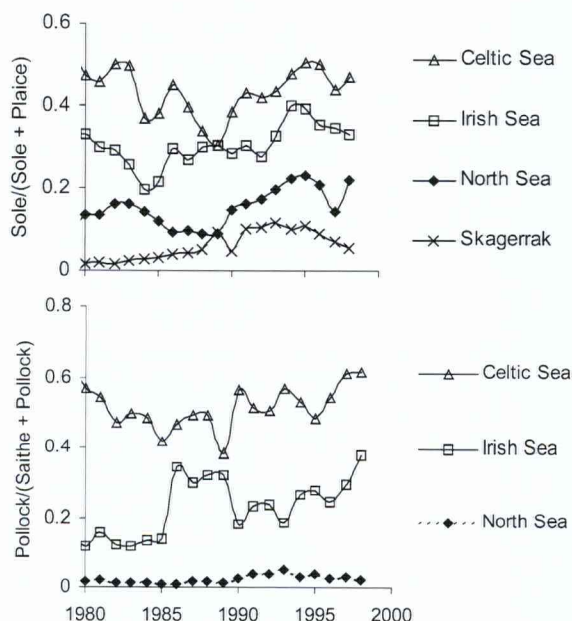 Sole/(Sole + Plaice)
0.6
0.4
0.2
0
Celtic Sea
Irish Sea
North Sea
Skagerrak
Pollock/(Saithe + Pollock)
0.8
0.6
0.4
0.2
0
1980 1985 1990 1995 2000
Celtic Sea
Irish Sea
North Sea